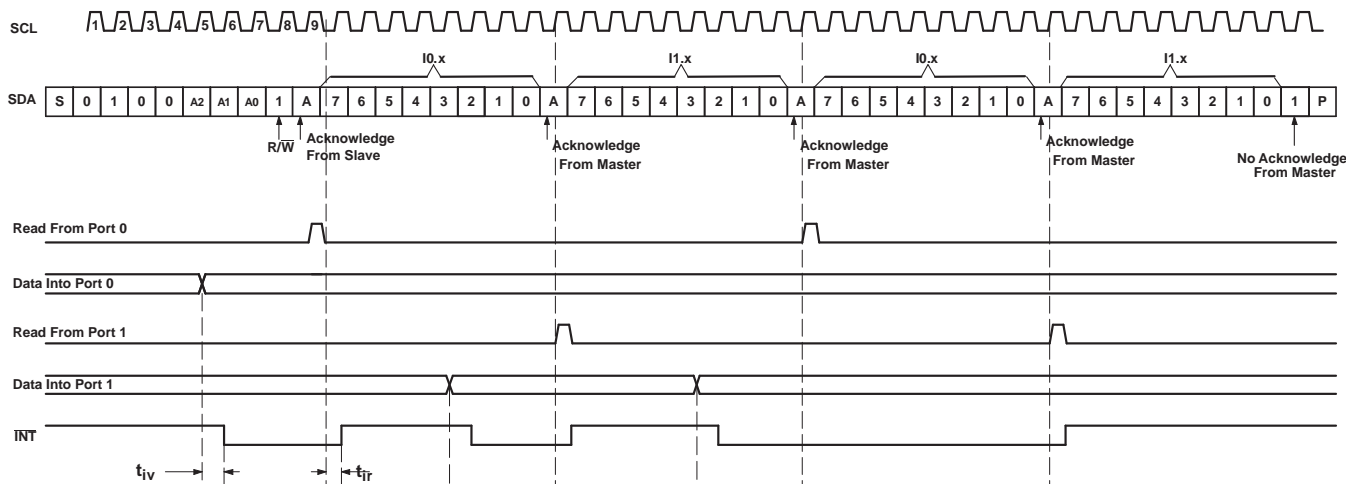 SCL 1 2 3 4 5 6 7 8 9
I0.x I1.x I0.x I1.x
SDA S 0 1 0 0 A2 A1 A0 1 A 7 6 5 4 3 2 1 0 A 7 6 5 4 3 2 1 0 A 7 6 5 4 3 2 1 0 A 7 6 5 4 3 2 1 0 1 P
R/W
Acknowledge
From Slave
Acknowledge
From Master
Acknowledge
From Master
Acknowledge
From Master
No Acknowledge
From Master
Read From Port 0
Data Into Port 0
Read From Port 1
Data Into Port 1
INT
tiv tir